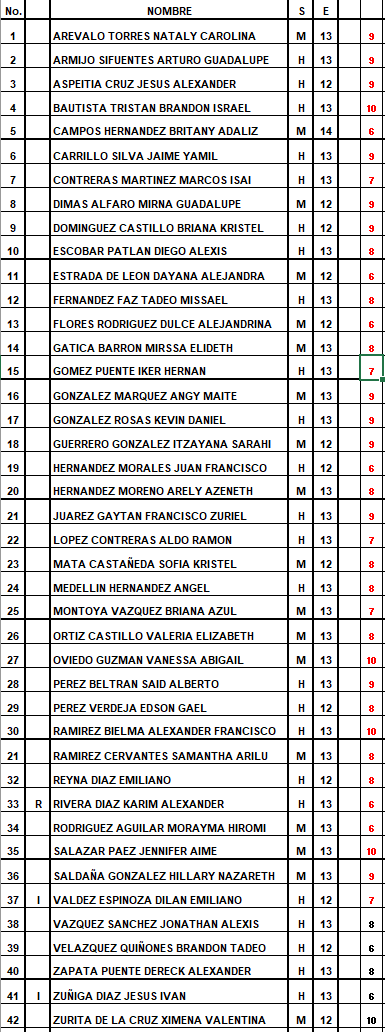 No. NOMBRE S E
1 AREVALO TORRES NATALY CAROLINA M 13 9
2 ARMIJO SIFUENTES ARTURO GUADALUPE H 13 9
3 ASPEITIA CRUZ JESUS ALEXANDER H 12 9
4 BAUTISTA TRISTAN BRANDON ISRAEL H 13 10
5 CAMPOS HERNANDEZ BRITANY ADALIZ M 14 6
6 CARRILLO SILVA JAIME YAMIL H 13 9
7 CONTRERAS MARTINEZ MARCOS ISAI H 13 7
8 DIMAS ALFARO MIRNA GUADALUPE M 12 9
9 DOMINGUEZ CASTILLO BRIANA KRISTEL H 12 9
10 ESCOBAR PATLAN DIEGO ALEXIS H 13 8
11 ESTRADA DE LEON DAYANA ALEJANDRA M 12 6
12 FERNANDEZ FAZ TADEO MISSAEL H 13 8
13 FLORES RODRIGUEZ DULCE ALEJANDRINA M 12 6
14 GATICA BARRON MIRSSA ELIDETH M 13 8
15 GOMEZ PUENTE IKER HERNAN H 13 7
16 GONZALEZ MARQUEZ ANGY MAITE M 13 9
17 GONZALEZ ROSAS KEVIN DANIEL H 13 9
18 GUERRERO GONZALEZ ITZAYANA SARAHI M 12 9
19 HERNANDEZ MORALES JUAN FRANCISCO H 12 6
20 HERNANDEZ MORENO ARELY AZENETH M 13 8
21 JUAREZ GAYTAN FRANCISCO ZURIEL H 13 9
22 LOPEZ CONTRERAS ALDO RAMON H 13 7
23 MATA CASTAÑEDA SOFIA KRISTEL M 12 8
24 MEDELLIN HERNANDEZ ANGEL H 13 8
25 MONTOYA VAZQUEZ BRIANA AZUL M 13 7
26 ORTIZ CASTILLO VALERIA ELIZABETH M 13 8
27 OVIEDO GUZMAN VANESSA ABIGAIL M 13 10
28 PEREZ BELTRAN SAID ALBERTO H 13 9
29 PEREZ VERDEJA EDSON GAEL H 12 8
30 RAMIREZ BIELMA ALEXANDER FRANCISCO H 13 10
21 RAMIREZ CERVANTES SAMANTHA ARILU M 13 8
32 REYNA DIAZ EMILIANO H 12 8
33 R RIVERA DIAZ KARIM ALEXANDER H 13 6
34 RODRIGUEZ AGUILAR MORAYMA HIROMI M 13 6
35 SALAZAR PAEZ JENNIFER AIME M 13 10
36 SALDAÑA GONZALEZ HILLARY NAZARETH M 13 9
37 I VALDEZ ESPINOZA DILAN EMILIANO H 12 7
38 VAZQUEZ SANCHEZ JONATHAN ALEXIS H 13 8
39 VELAZQUEZ QUIÑONES BRANDON TADEO H 12 6
40 ZAPATA PUENTE DERECK ALEXANDER H 13 8
41 I ZUÑIGA DIAZ JESUS IVAN H 13 6
42 ZURITA DE LA CRUZ XIMENA VALENTINA M 12 10